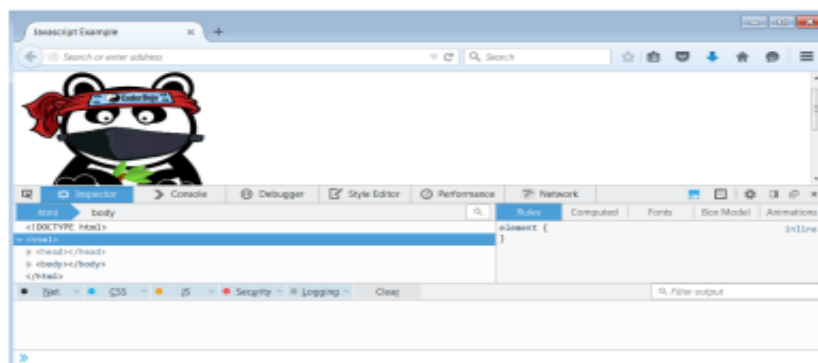 Javascript Example
Search or enter address
Search
CoderDojo
Inspector Console Debugger Style Editor Performance Network
html body
Rules Computed Fonts Box Model Animations
<!DOCTYPE html>
<html>
<head></head>
<body></body>
</html>
element {
}
inline
Net CSS JS Security Logging Clear
Filter output